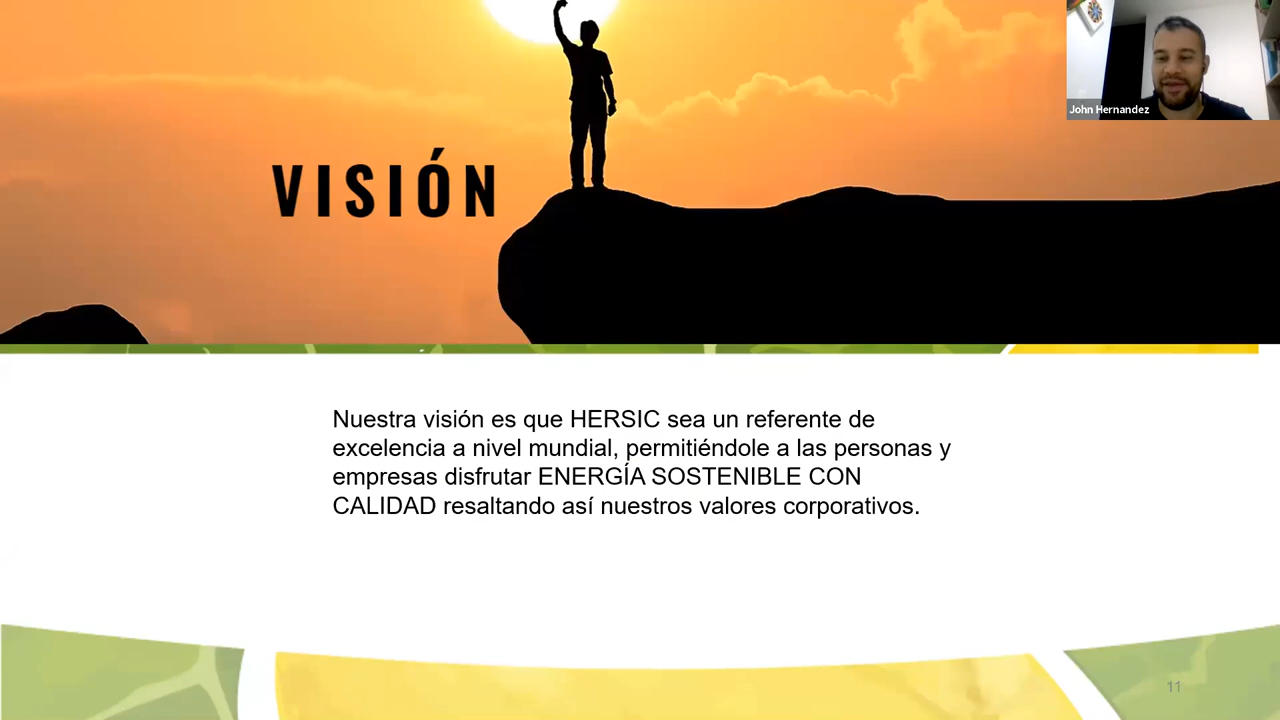 John Hernandez
VISIÓN
Nuestra visión es que HERSIC sea un referente de
excelencia a nivel mundial, permitiéndole a las personas y
empresas disfrutar ENERGÍA SOSTENIBLE CON
CALIDAD resaltando así nuestros valores corporativos.
11